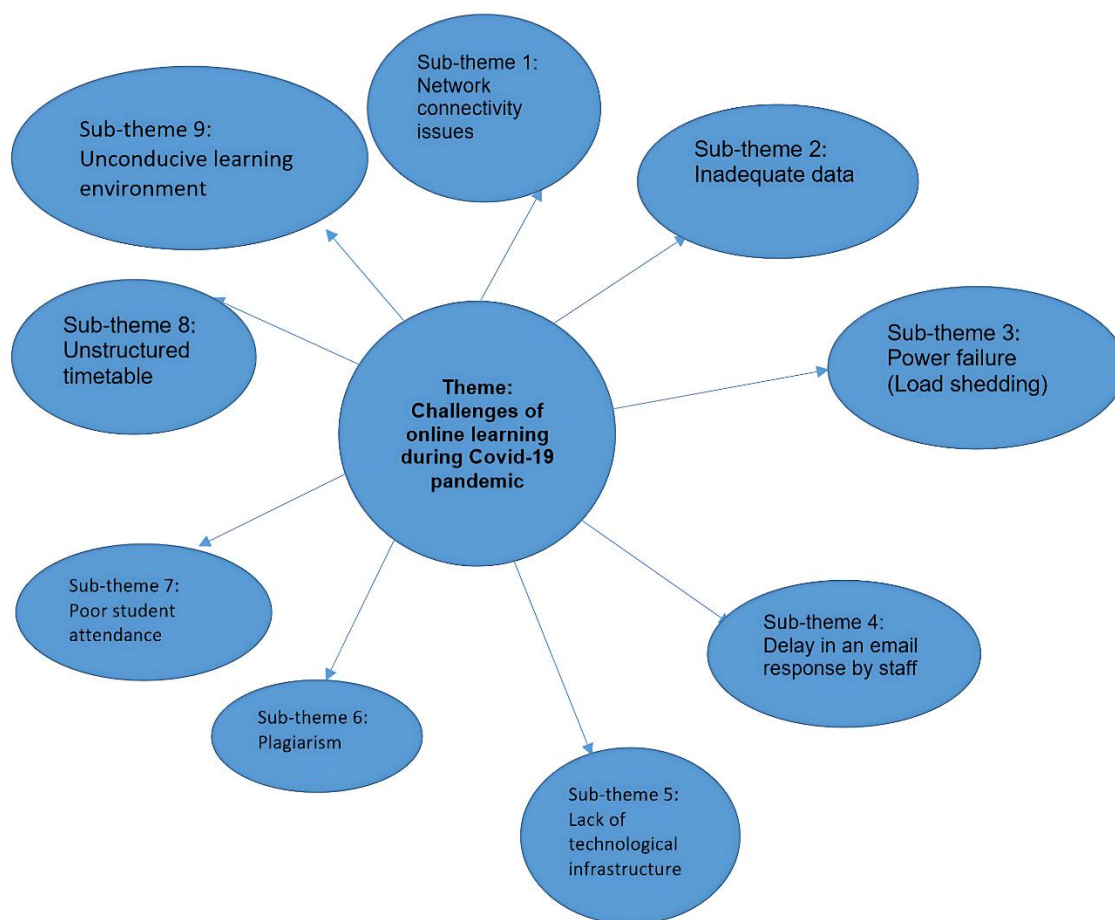 Sub-theme 1:
Network
connectivity
issues
Sub-theme 9:
Unconducive learning
environment
Sub-theme 2:
Inadequate data
Sub-theme 8:
Unstructured
timetable
Sub-theme 3:
Power failure
(Load shedding)
Theme:
Challenges of
online learning
during Covid-19
pandemic
Sub-theme 7:
Poor student
attendance
Sub-theme 4:
Delay in an email
response by staff
Sub-theme 6:
Plagiarism
Sub-theme 5:
Lack of
technological
infrastructure